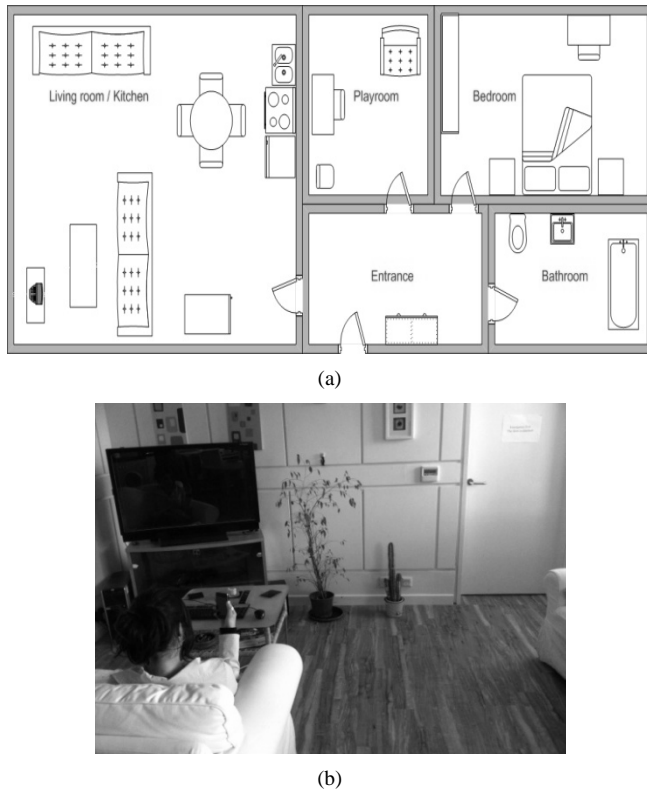 Living room / Kitchen
Playroom
Bedroom
Entrance
Bathroom
(a)
(b)